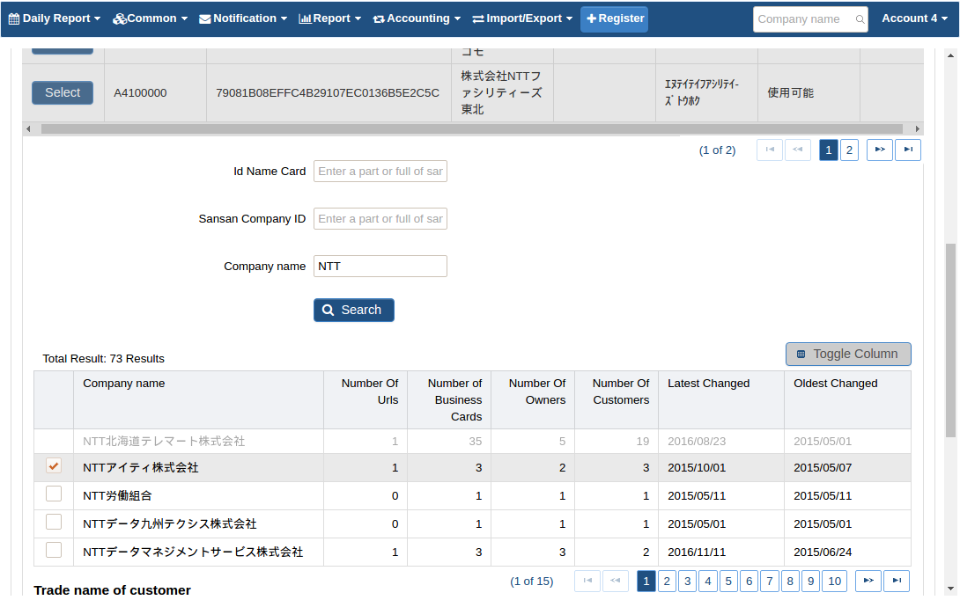 Daily Report Common Notification Report Accounting Import/Export Register Company name Account 4
コモ
Select A4100000 79081B08EFFC4B29107EC0136B5E2C5C 株式会社NTTフ ｴﾇﾃｲﾃｲﾌｱｼﾘﾃｲｰ 使用可能
ァシリティーズ ｽﾞﾄｳﾎｸ
東北
(1 of 2) 1 2
Id Name Card Enter a part or full of sar
Sansan Company ID Enter a part or full of sar
Company name NTT
Search
Total Result: 73 Results Toggle Column
Company name Number Of Number of Number Of Number Of Latest Changed Oldest Changed
Urls Business Owners Customers
Cards
NTT北海道テレマート株式会社 1 35 5 19 2016/08/23 2015/05/01
NTTアイティ株式会社 1 3 2 3 2015/10/01 2015/05/07
NTT労働組合 0 1 1 1 2015/05/11 2015/05/11
NTTデータ九州テクシス株式会社 0 1 1 1 2015/05/01 2015/05/01
NTTデータマネジメントサービス株式会社 1 3 3 2 2016/11/11 2015/06/24
(1 of 15) 1 2 3 4 5 6 7 8 9 10
Trade name of customer